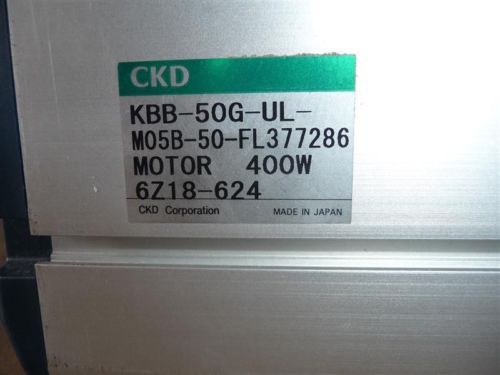 CKD
KBB-50G-UL-
M05B-50-FL377286
MOTOR 400W
6Z18-624
CKD Corporation MADE IN JAPAN